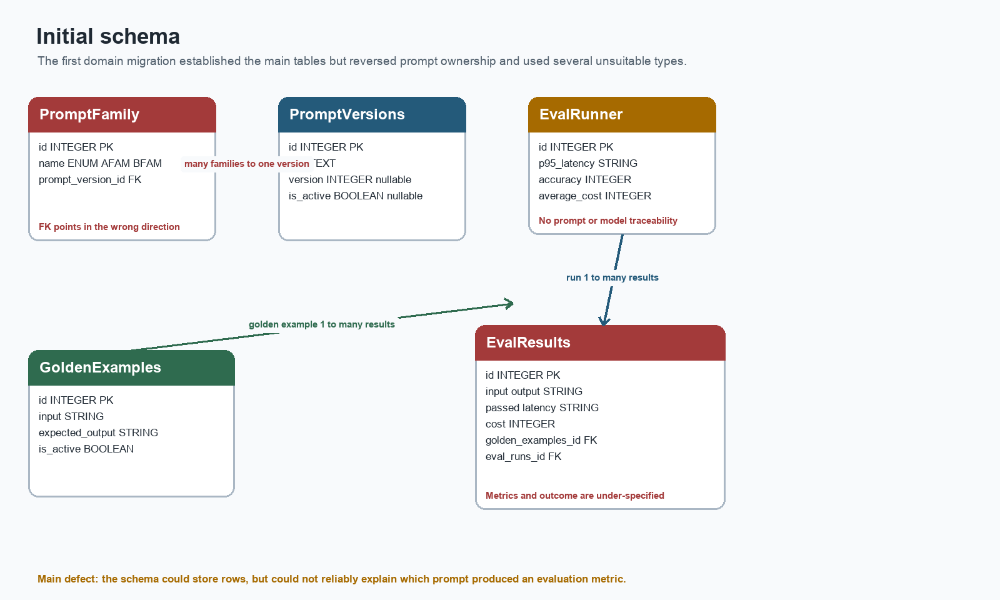 Initial schema
The first domain migration established the main tables but reversed prompt ownership and used several unsuitable types.
PromptFamily
id INTEGER PK
name ENUM AFAM BFAM
prompt_version_id FK
FK points in the wrong direction
many families to one version
PromptVersions
id INTEGER PK
TEXT
version INTEGER nullable
is_active BOOLEAN nullable
EvalRunner
id INTEGER PK
p95_latency STRING
accuracy INTEGER
average_cost INTEGER
No prompt or model traceability
run 1 to many results
golden example 1 to many results
GoldenExamples
id INTEGER PK
input STRING
expected_output STRING
is_active BOOLEAN
EvalResults
id INTEGER PK
input output STRING
passed latency STRING
cost INTEGER
golden_examples_id FK
eval_runs_id FK
Metrics and outcome are under-specified
Main defect: the schema could store rows, but could not reliably explain which prompt produced an evaluation metric.